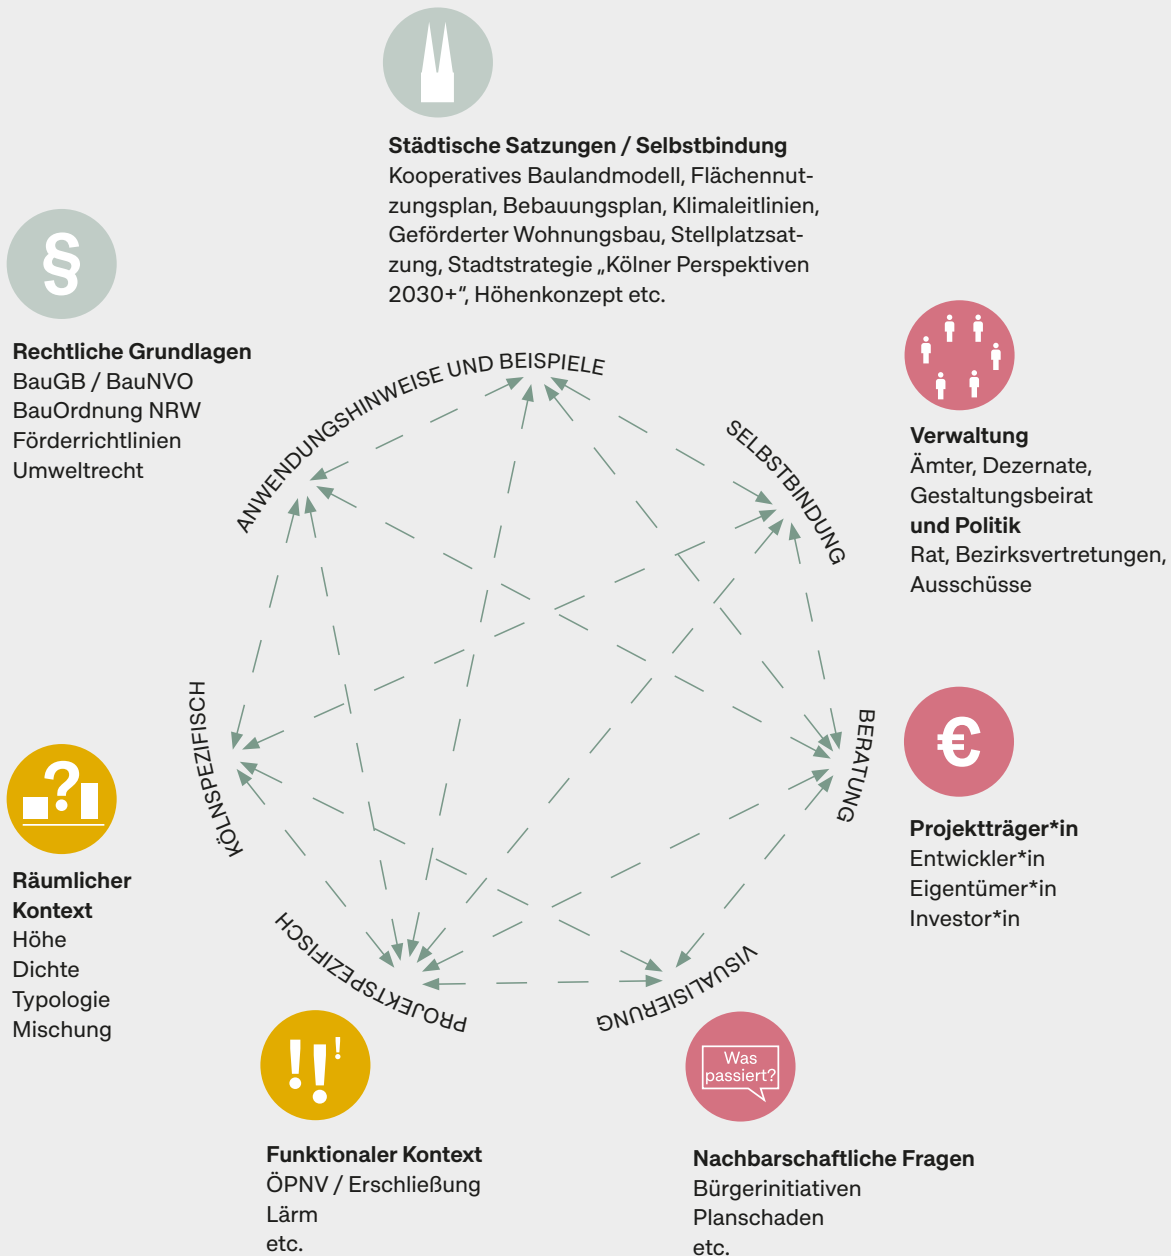 Städtische Satzungen / Selbstbindung
Kooperatives Baulandmodell, Flächennut-
zungsplan, Bebauungsplan, Klimaleitlinien,
Geförderter Wohnungsbau, Stellplatzsat-
zung, Stadtstrategie „Kölner Perspektiven
2030+“, Höhenkonzept etc.
§
Rechtliche Grundlagen
BauGB / BauNVO
BauOrdnung NRW
Förderrichtlinien
Umweltrecht
Verwaltung
Ämter, Dezernate,
Gestaltungsbeirat
und Politik
Rat, Bezirksvertretungen,
Ausschüsse
ANWENDUNGSHINWEISE UND BEISPIELE
SELBSTBINDUNG
KÖLNSPEZIFISCH
BERATUNG
PROJEKTSPEZIFISCH
VISUALISIERUNG
?
Räumlicher
Kontext
Höhe
Dichte
Typologie
Mischung
€
Projektträger*in
Entwickler*in
Eigentümer*in
Investor*in
!!!
Funktionaler Kontext
ÖPNV / Erschließung
Lärm
etc.
Was
passiert?
Nachbarschaftliche Fragen
Bürgerinitiativen
Planschaden
etc.